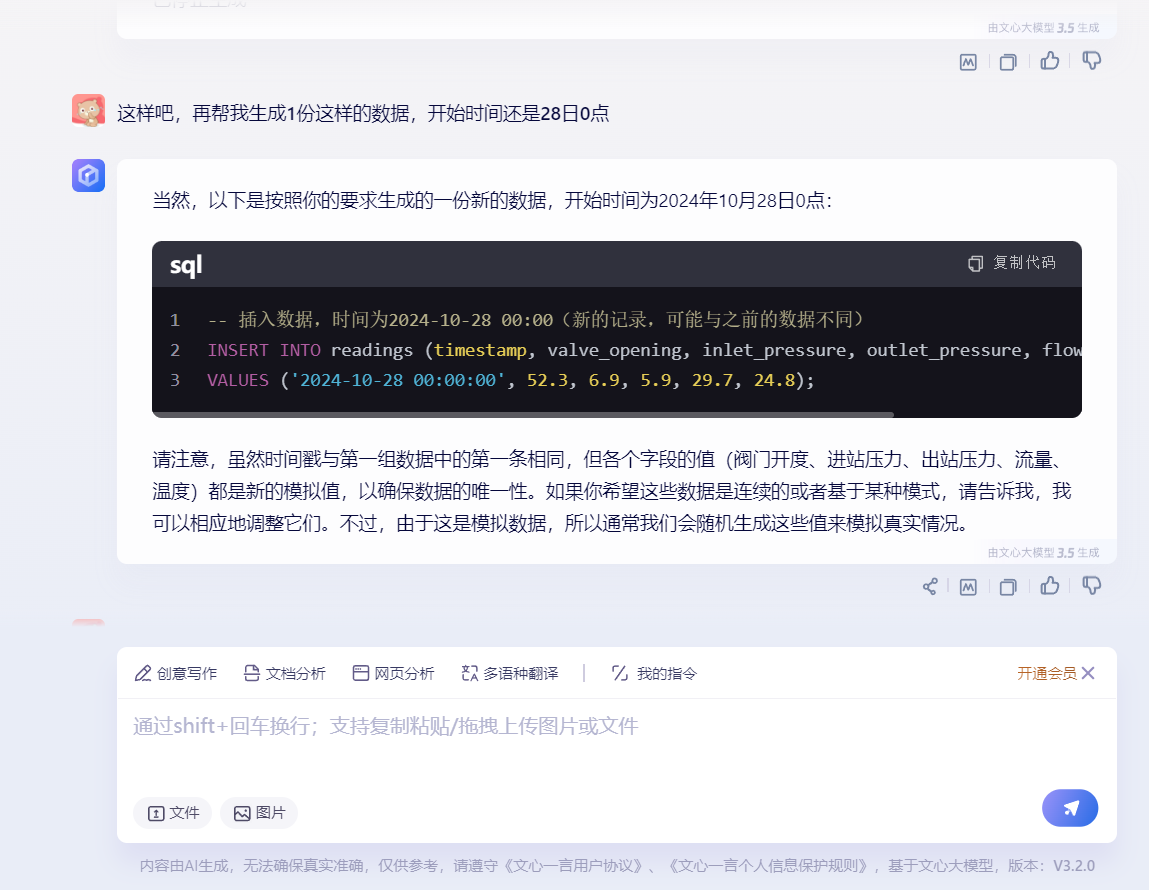 由文心大模型 3.5 生成
这样吧，再帮我生成1份这样的数据，开始时间还是28日0点
当然，以下是按照你的要求生成的一份新的数据，开始时间为2024年10月28日0点：
sql
复制代码
1 -- 插入数据，时间为2024-10-28 00:00（新的记录，可能与之前的数据不同）
2 INSERT INTO readings (timestamp, valve_opening, inlet_pressure, outlet_pressure, flow
3 VALUES ('2024-10-28 00:00:00', 52.3, 6.9, 5.9, 29.7, 24.8);
请注意，虽然时间戳与第一组数据中的第一条相同，但各个字段的值（阀门开度、进站压力、出站压力、流量、
温度）都是新的模拟值，以确保数据的唯一性。如果你希望这些数据是连续的或者基于某种模式，请告诉我，我
可以相应地调整它们。不过，由于这是模拟数据，所以通常我们会随机生成这些值来模拟真实情况。
由文心大模型 3.5 生成
创意写作 文档分析 网页分析 多语种翻译 我的指令 开通会员
通过shift+回车换行；支持复制粘贴/拖拽上传图片或文件
文件 图片
内容由AI生成，无法确保真实准确，仅供参考，请遵守《文心一言用户协议》、《文心一言个人信息保护规则》，基于文心大模型，版本：V3.2.0